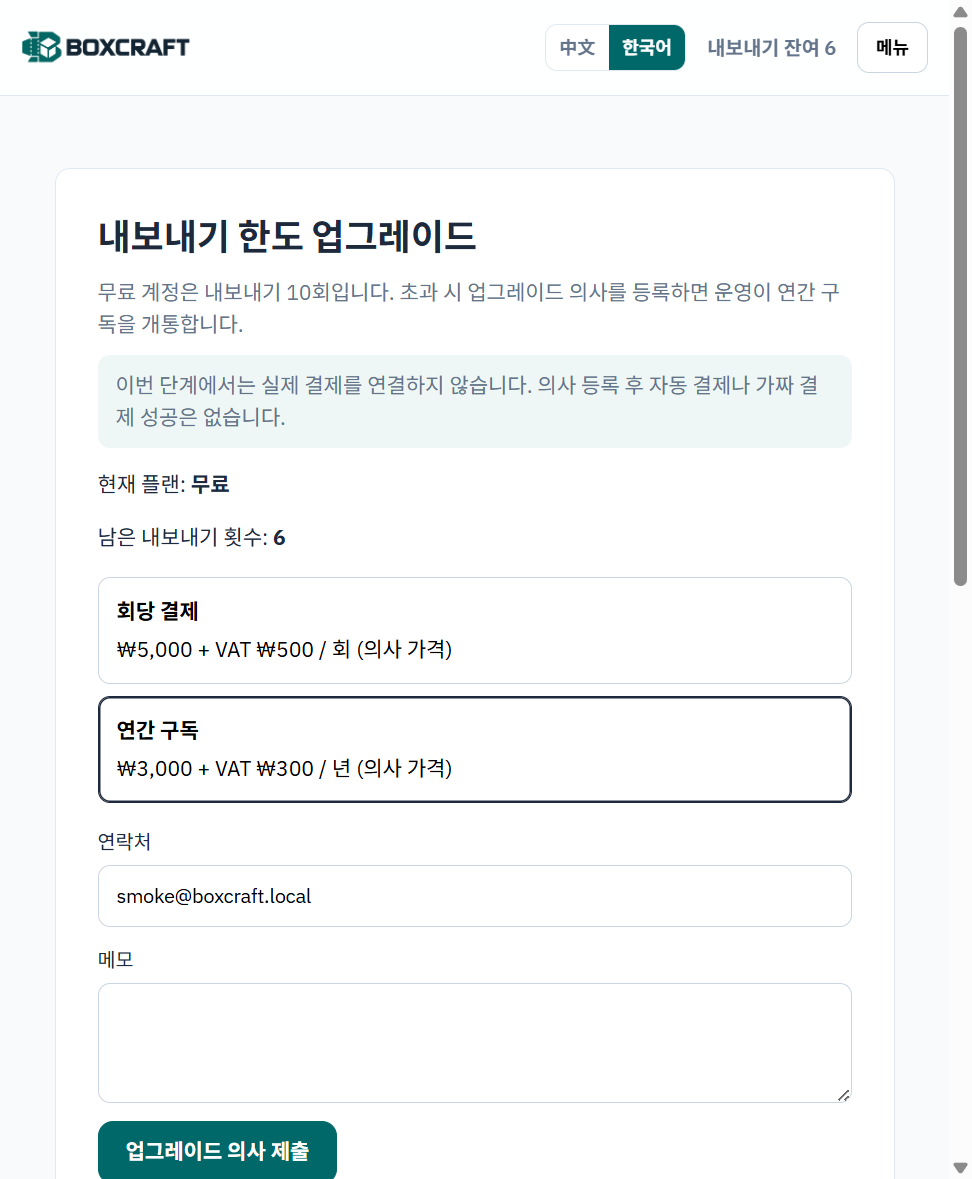 BOXCRAFT
中文 한국어 내보내기 잔여 6 메뉴
내보내기 한도 업그레이드
무료 계정은 내보내기 10회입니다. 초과 시 업그레이드 의사를 등록하면 운영이 연간 구
독을 개통합니다.
이번 단계에서는 실제 결제를 연결하지 않습니다. 의사 등록 후 자동 결제나 가짜 결
제 성공은 없습니다.
현재 플랜: 무료
남은 내보내기 횟수: 6
회당 결제
₩5,000 + VAT ₩500 / 회 (의사 가격)
연간 구독
₩3,000 + VAT ₩300 / 년 (의사 가격)
연락처
smoke@boxcraft.local
메모
업그레이드 의사 제출